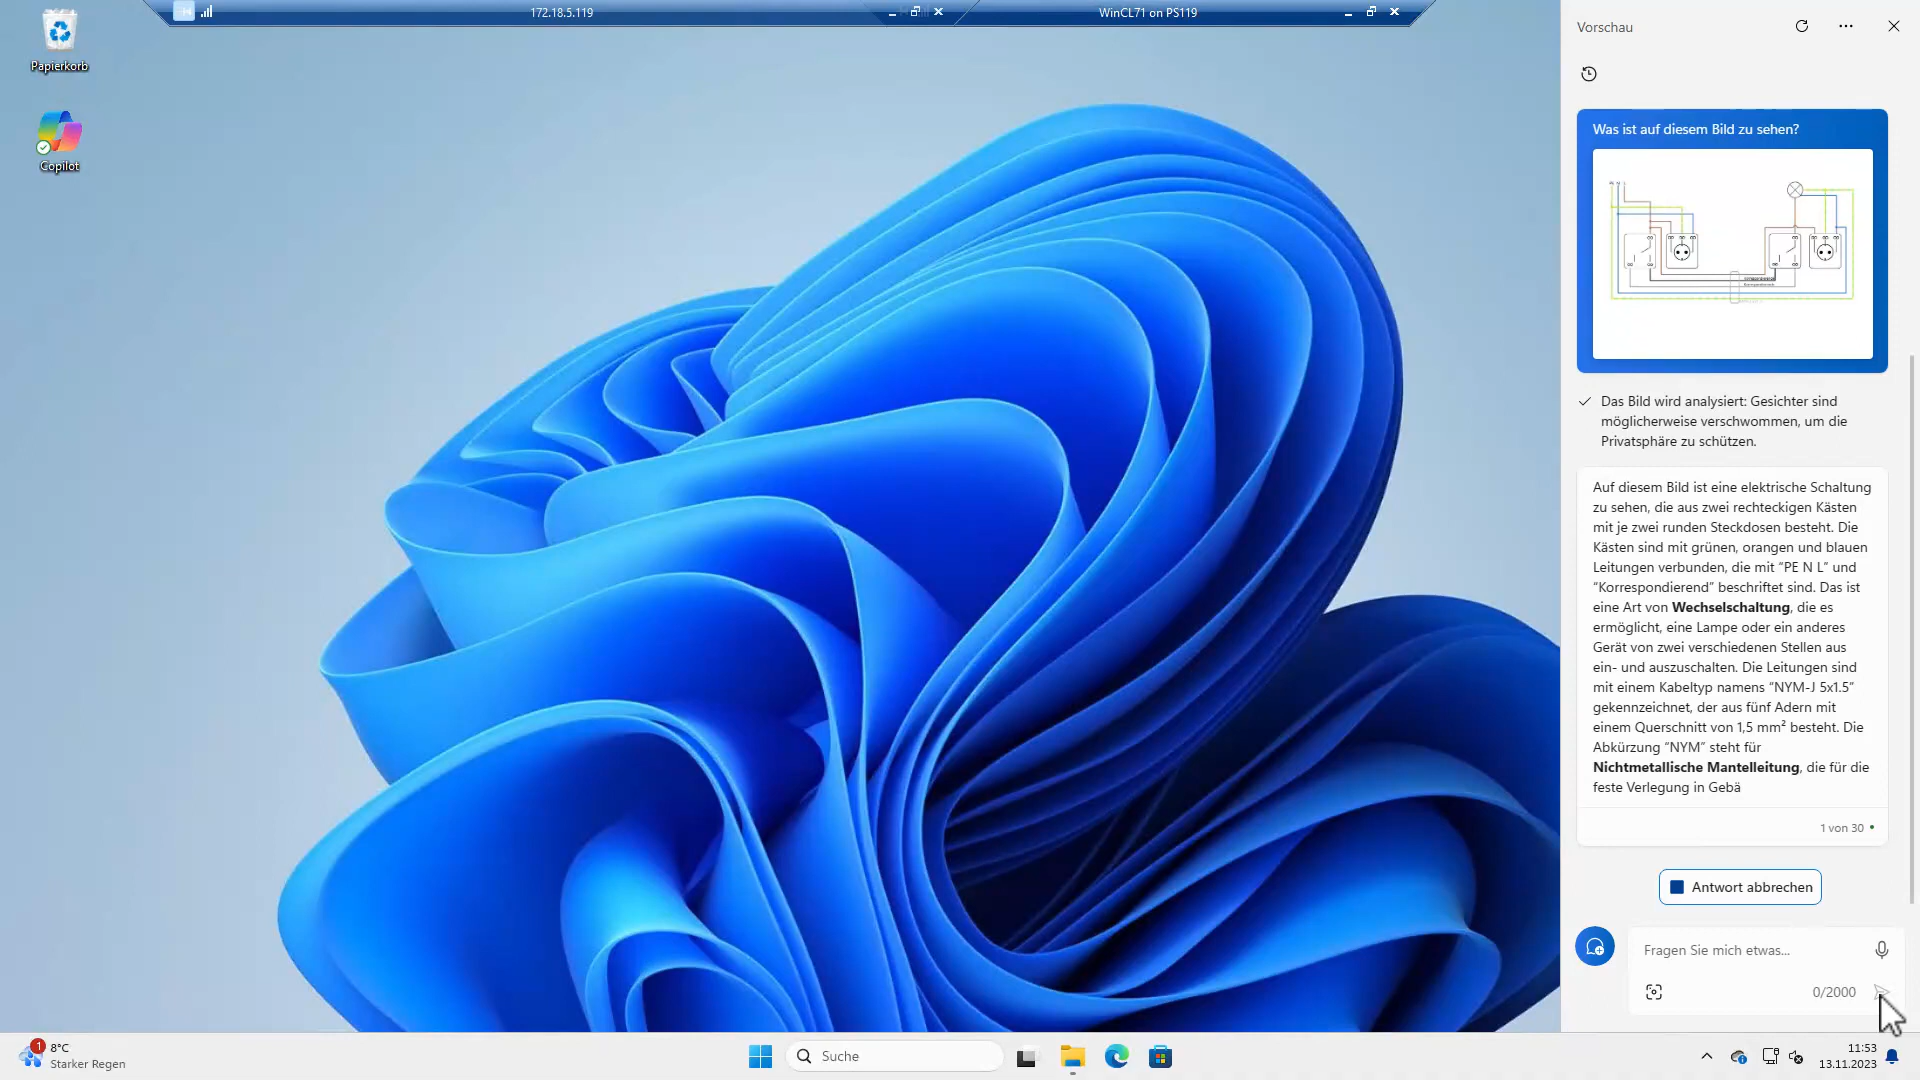 172.18.5.119
WinCL71 on PS119
Papierkorb
Copilot
Vorschau
Was ist auf diesem Bild zu sehen?
Das Bild wird analysiert: Gesichter sind
möglicherweise verschwommen, um die
Privatsphäre zu schützen.
Auf diesem Bild ist eine elektrische Schaltung
zu sehen, die aus zwei rechteckigen Kästen
mit je zwei runden Steckdosen besteht. Die
Kästen sind mit grünen, orangen und blauen
Leitungen verbunden, die mit “PE N L” und
“Korrespondierend” beschriftet sind. Das ist
eine Art von Wechselschaltung, die es
ermöglicht, eine Lampe oder ein anderes
Gerät von zwei verschiedenen Stellen aus
ein- und auszuschalten. Die Leitungen sind
mit einem Kabeltyp namens “NYM-J 5x1.5”
gekennzeichnet, der aus fünf Adern mit
einem Querschnitt von 1,5 mm² besteht. Die
Abkürzung “NYM” steht für
Nichtmetallische Mantelleitung, die für die
feste Verlegung in Gebä
1 von 30
Antwort abbrechen
Fragen Sie mich etwas...
0/2000
1
8°C
Starker Regen
Suche
11:53
13.11.2023